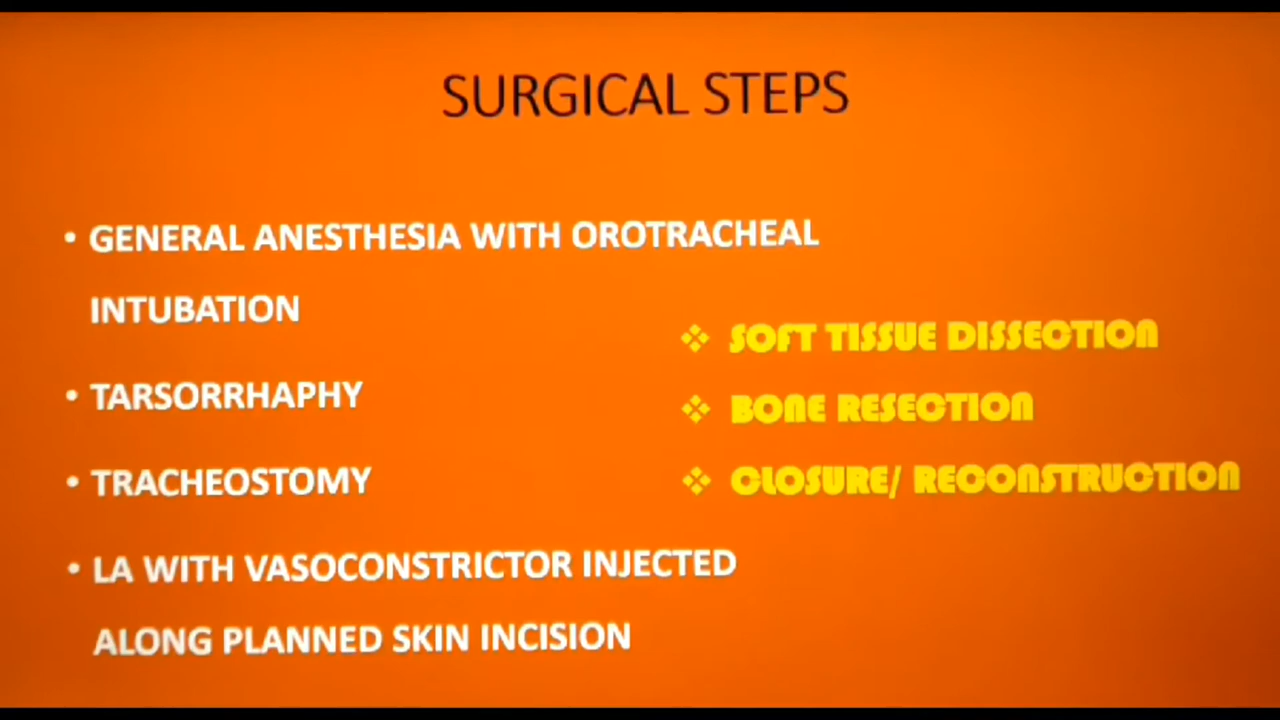 SURGICAL STEPS
• GENERAL ANESTHESIA WITH OROTRACHEAL
INTUBATION
• TARSORRHAPHY
• TRACHEOSTOMY
• LA WITH VASOCONSTRICTOR INJECTED
ALONG PLANNED SKIN INCISION
❖ SOFT TISSUE DISSECTION
❖ BONE RESECTION
❖ CLOSURE/ RECONSTRUCTION